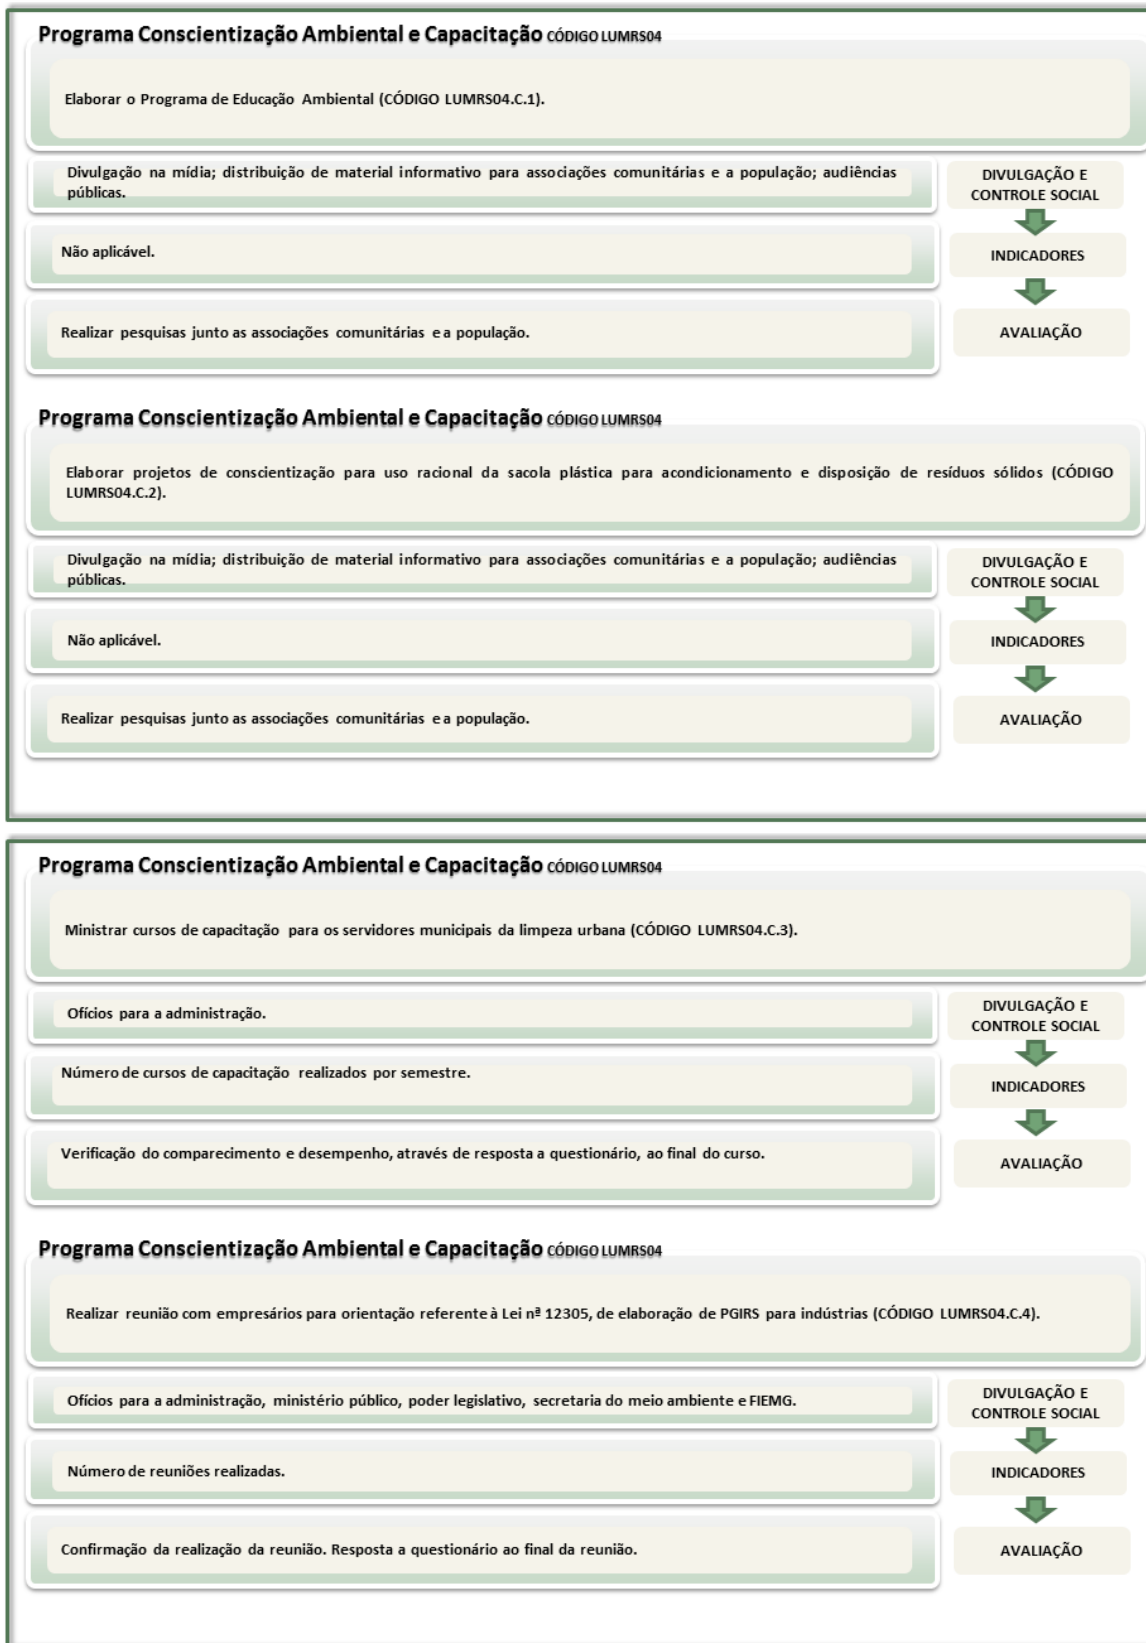 Programa Conscientização Ambiental e Capacitação CÓDIGO LUMRS04
Elaborar o Programa de Educação Ambiental (CÓDIGO LUMRS04.C.1).
Divulgação na mídia; distribuição de material informativo para associações comunitárias e a população; audiências
públicas.
DIVULGAÇÃO E
CONTROLE SOCIAL
Não aplicável.
INDICADORES
Realizar pesquisas junto as associações comunitárias e a população.
AVALIAÇÃO
Programa Conscientização Ambiental e Capacitação CÓDIGO LUMRS04
Elaborar projetos de conscientização para uso racional da sacola plástica para acondicionamento e disposição de resíduos sólidos (CÓDIGO
LUMRS04.C.2).
Divulgação na mídia; distribuição de material informativo para associações comunitárias e a população; audiências
públicas.
DIVULGAÇÃO E
CONTROLE SOCIAL
Não aplicável.
INDICADORES
Realizar pesquisas junto as associações comunitárias e a população.
AVALIAÇÃO
Programa Conscientização Ambiental e Capacitação CÓDIGO LUMRS04
Ministrar cursos de capacitação para os servidores municipais da limpeza urbana (CÓDIGO LUMRS04.C.3).
Ofícios para a administração.
DIVULGAÇÃO E
CONTROLE SOCIAL
Número de cursos de capacitação realizados por semestre.
INDICADORES
Verificação do comparecimento e desempenho, através de resposta a questionário, ao final do curso.
AVALIAÇÃO
Programa Conscientização Ambiental e Capacitação CÓDIGO LUMRS04
Realizar reunião com empresários para orientação referente à Lei nª 12305, de elaboração de PGIRS para indústrias (CÓDIGO LUMRS04.C.4).
Ofícios para a administração, ministério público, poder legislativo, secretaria do meio ambiente e FIEMG.
DIVULGAÇÃO E
CONTROLE SOCIAL
Número de reuniões realizadas.
INDICADORES
Confirmação da realização da reunião. Resposta a questionário ao final da reunião.
AVALIAÇÃO